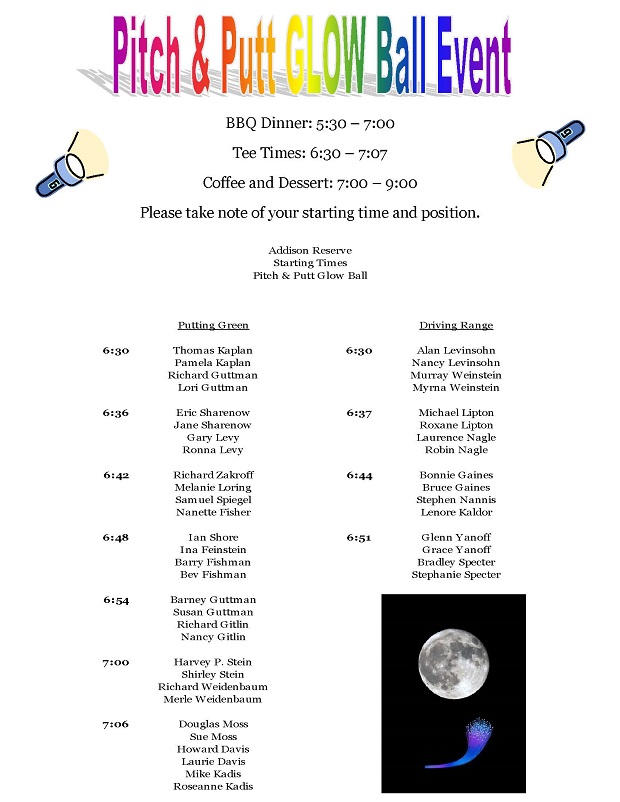 Pitch & Putt GLOW Ball Event
BBQ Dinner: 5:30 – 7:00
Tee Times: 6:30 – 7:07
Coffee and Dessert: 7:00 – 9:00
Please take note of your starting time and position.
Addison Reserve
Starting Times
Pitch & Putt Glow Ball
Putting Green
6:30 Thomas Kaplan
Pamela Kaplan
Richard Guttman
Lori Guttman
6:36 Eric Sharenow
Jane Sharenow
Gary Levy
Ronna Levy
6:42 Richard Zakroff
Melanie Loring
Samuel Spiegel
Nanette Fisher
6:48 Ian Shore
Ina Feinstein
Barry Fishman
Bev Fishman
6:54 Barney Guttman
Susan Guttman
Richard Gitlin
Nancy Gitlin
7:00 Harvey P. Stein
Shirley Stein
Richard Weidenbaum
Merle Weidenbaum
7:06 Douglas Moss
Sue Moss
Howard Davis
Laurie Davis
Mike Kadis
Roseanne Kadis
Driving Range
6:30 Alan Levinsohn
Nancy Levinsohn
Murray Weinstein
Myrna Weinstein
6:37 Michael Lipton
Roxane Lipton
Laurence Nagle
Robin Nagle
6:44 Bonnie Gaines
Bruce Gaines
Stephen Nannis
Lenore Kaldor
6:51 Glenn Yanoff
Grace Yanoff
Bradley Specter
Stephanie Specter